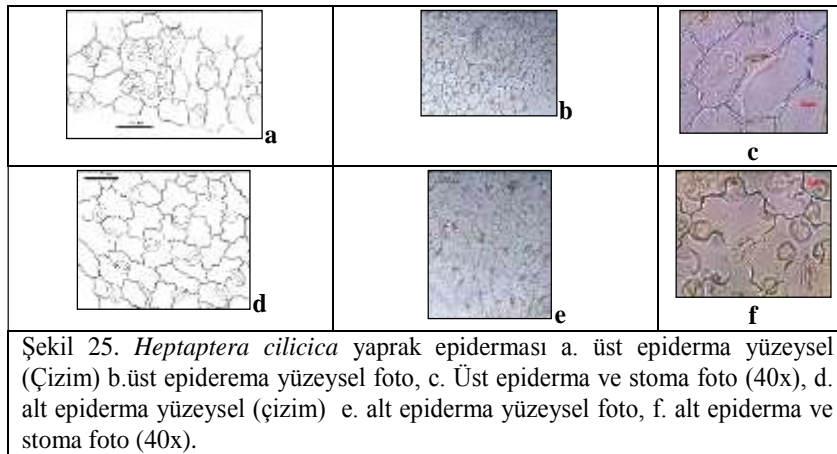 a
b
c
d
e
f
Şekil 25. Heptaptera cilicica yaprak epiderması a. üst epiderma yüzeysel
(Çizim) b.üst epiderema yüzeysel foto, c. Üst epiderma ve stoma foto (40x), d.
alt epiderma yüzeysel (çizim) e. alt epiderma yüzeysel foto, f. alt epiderma ve
stoma foto (40x).